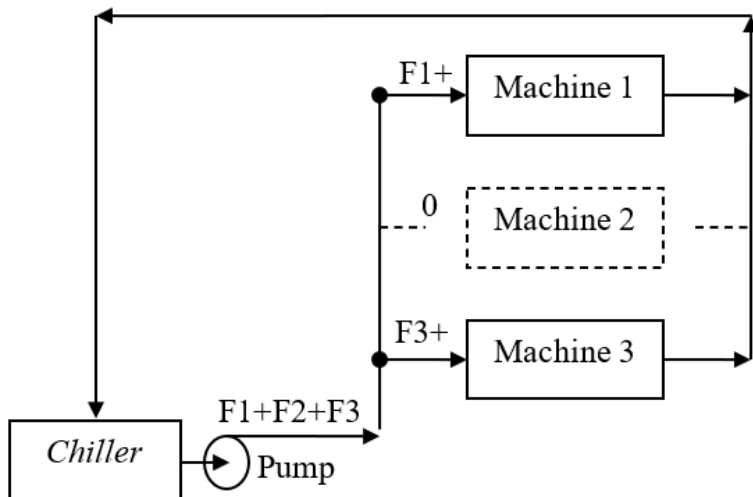 F1+
Machine 1
0
Machine 2
F3+
Machine 3
F1+F2+F3
Chiller
Pump